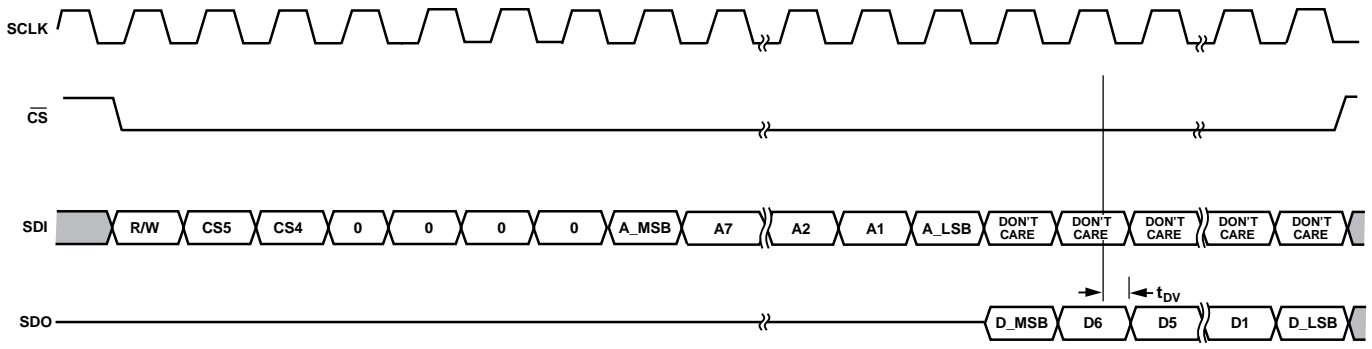 SCLK
CS
SDI R/W CS5 CS4 0 0 0 0 A_MSB A7 A2 A1 A_LSB DON'T CARE DON'T CARE DON'T CARE DON'T CARE DON'T CARE
tDV
SDO D_MSB D6 D5 D1 D_LSB